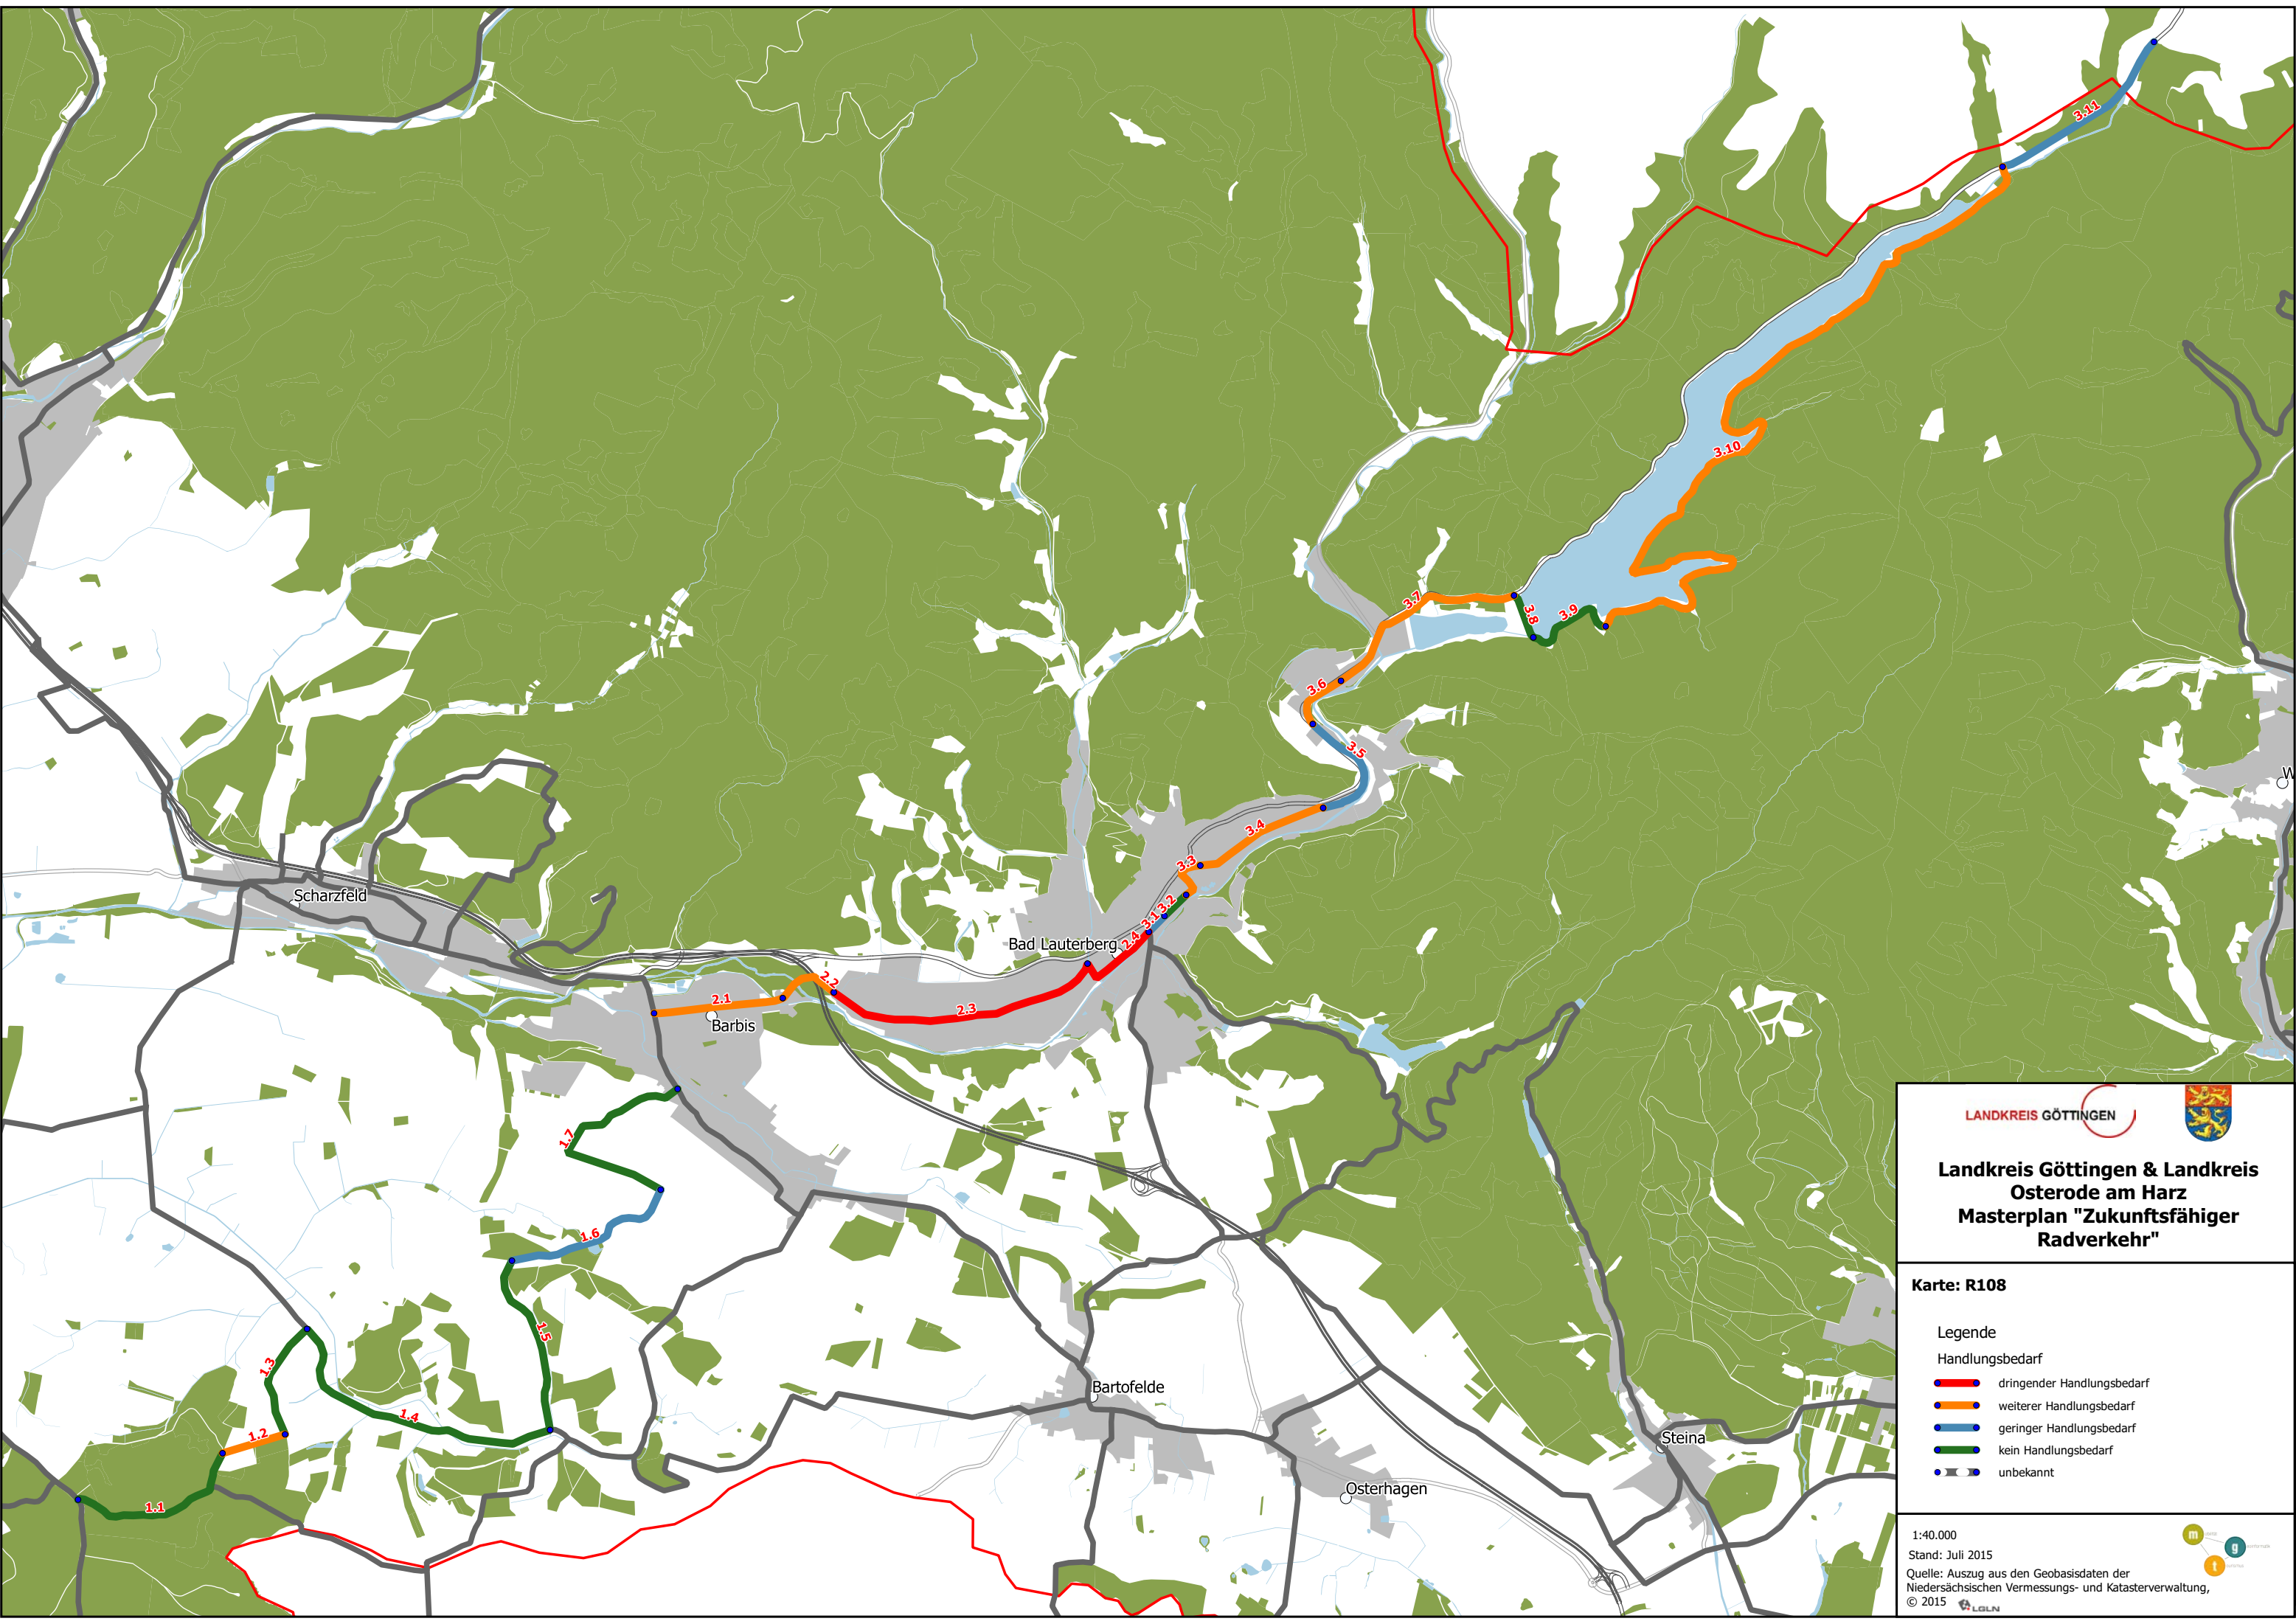 3.11
3.10
3.9
3.8
3.7
3.6
3.5
W
3.4
3.3
Scharzfeld
3.2
3.1
2.4
Bad Lauterberg
2.2
2.1
2.3
Barbis
1.7
1.6
1.5
1.3
Bartofelde
1.4
1.2
Steina
Osterhagen
1.1
LANDKREIS GÖTTINGEN
Landkreis Göttingen & Landkreis
Osterode am Harz
Masterplan "Zukunftsfähiger
Radverkehr"
Karte: R108
Legende
Handlungsbedarf
dringender Handlungsbedarf
weiterer Handlungsbedarf
geringer Handlungsbedarf
kein Handlungsbedarf
unbekannt
1:40.000
m
g
t
Stand: Juli 2015
Quelle: Auszug aus den Geobasisdaten der
Niedersächsischen Vermessungs- und Katasterverwaltung,
© 2015 LGLN